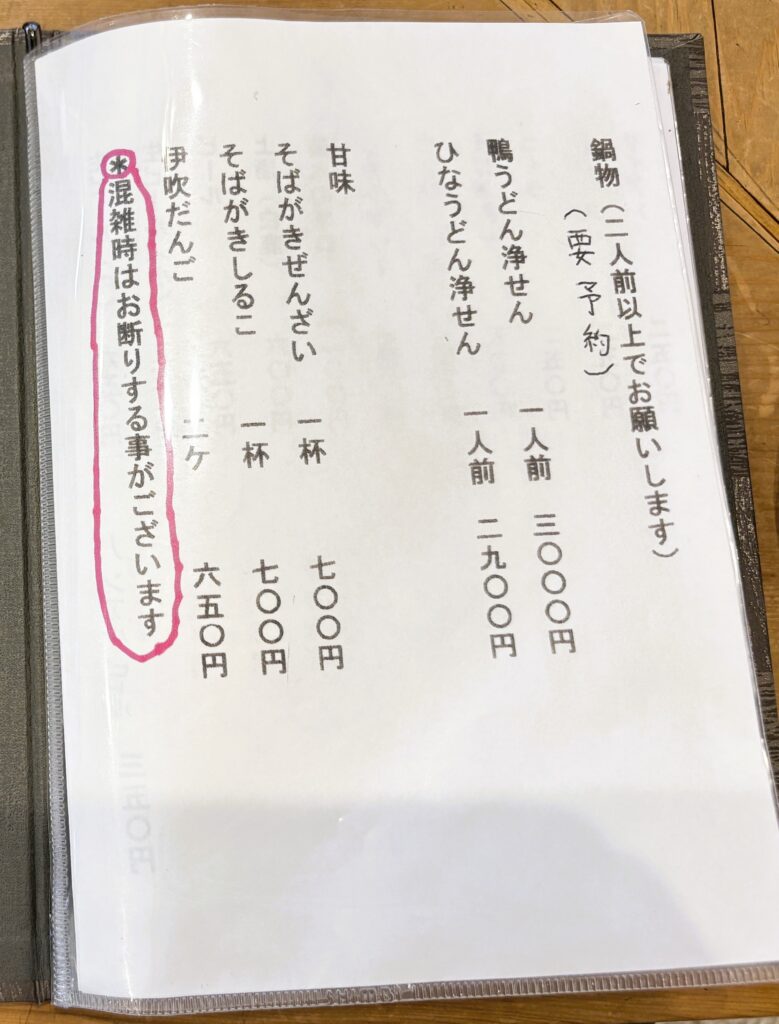 鍋物（二人前以上でお願いします）
（要予約）
鴨うどん浄せん　一人前　三〇〇〇円
ひなうどん浄せん　一人前　二九〇〇円
甘味
そばがきぜんざい　一杯　七〇〇円
そばがきしるこ　一杯　七〇〇円
伊吹だんご　二ケ　六五〇円
＊混雑時はお断りする事がございます